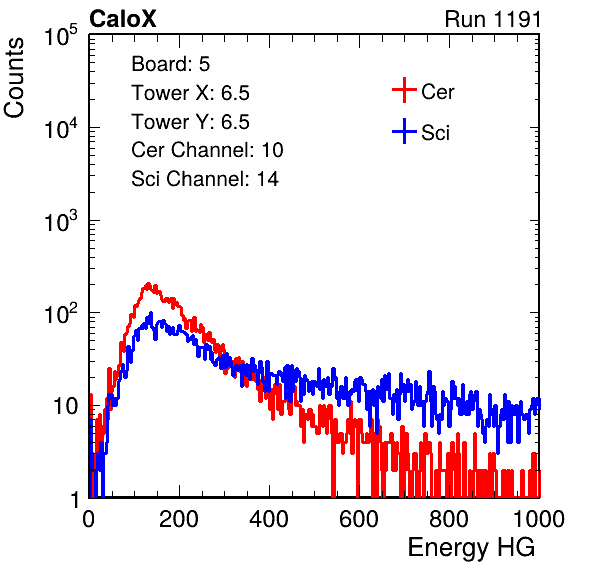 CaloX Run 1191
Counts
Board: 5
Tower X: 6.5
Tower Y: 6.5
Cer Channel: 10
Sci Channel: 14
Cer
Sci
10^5
10^4
10^3
10^2
10
1
0 200 400 600 800 1000
Energy HG